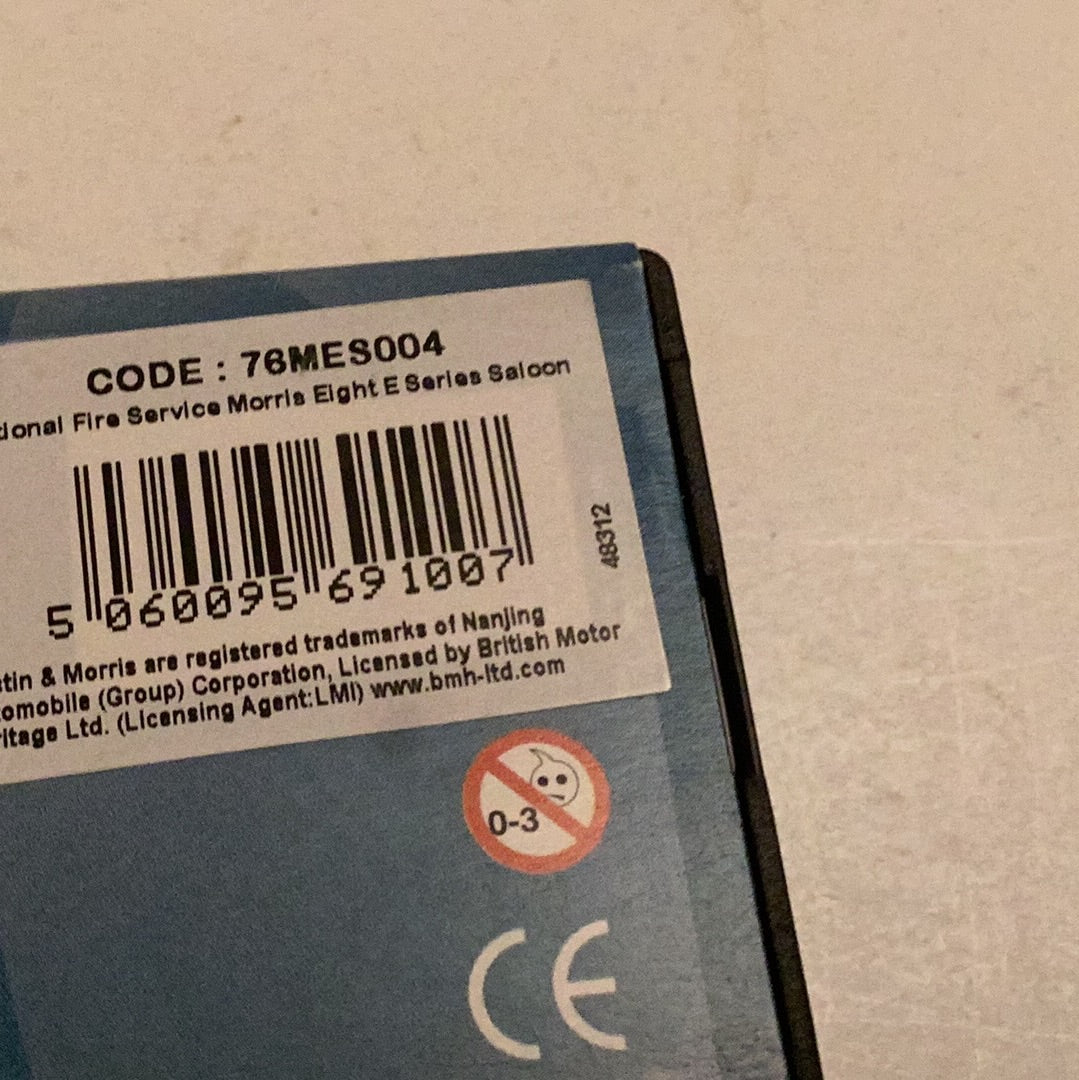 CODE : 76MES004
tional Fire Service Morris Eight E Series Saloon
5 060095 691007
48312
tin & Morris are registered trademarks of Nanjing
omobile (Group) Corporation, Licensed by British Motor
ritage Ltd. (Licensing Agent:LMI) www.bmh-ltd.com
0-3
CE